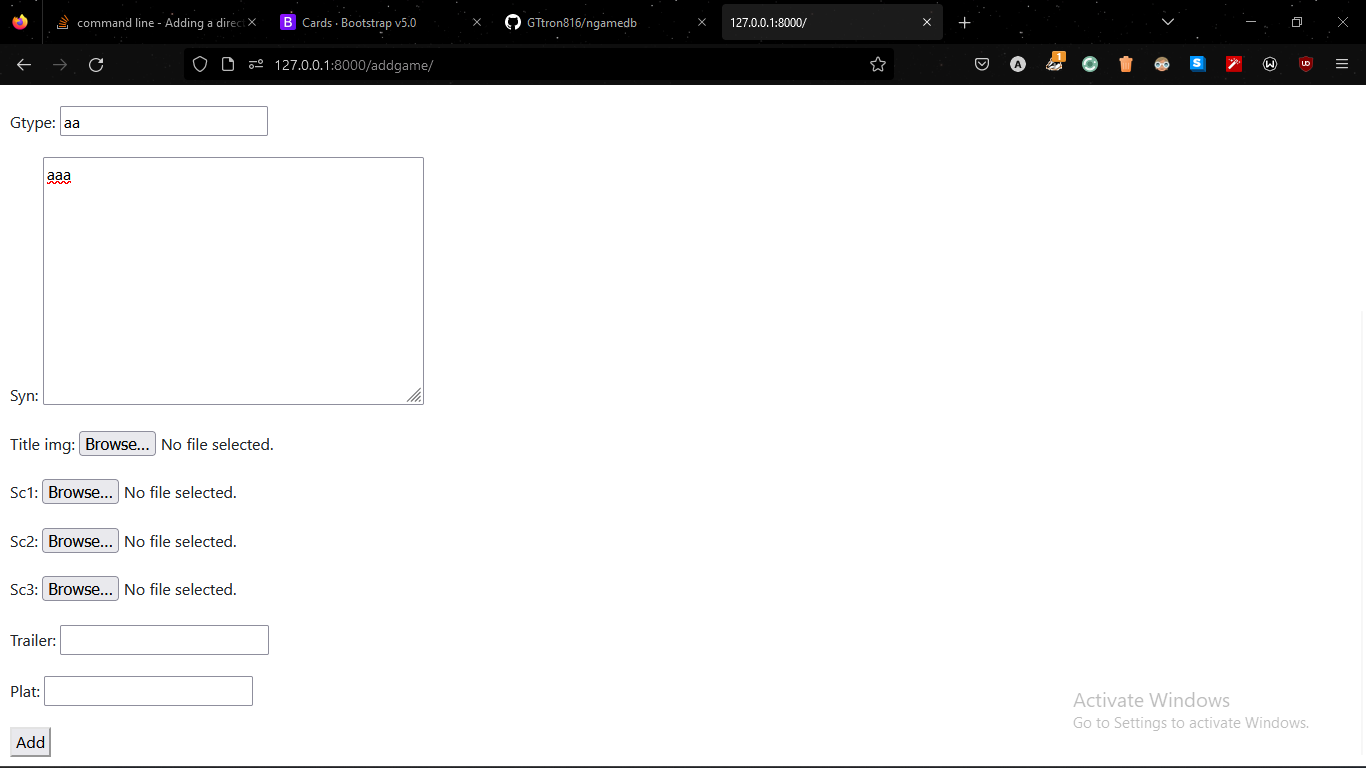 command line - Adding a direc
Cards · Bootstrap v5.0
GTtron816/ngamedb
127.0.0.1:8000/
127.0.0.1:8000/addgame/
A
1
S
UD
Gtype: aa
aaa
Syn:
Title img: Browse... No file selected.
Sc1: Browse... No file selected.
Sc2: Browse... No file selected.
Sc3: Browse... No file selected.
Trailer:
Plat:
Add
Activate Windows
Go to Settings to activate Windows.